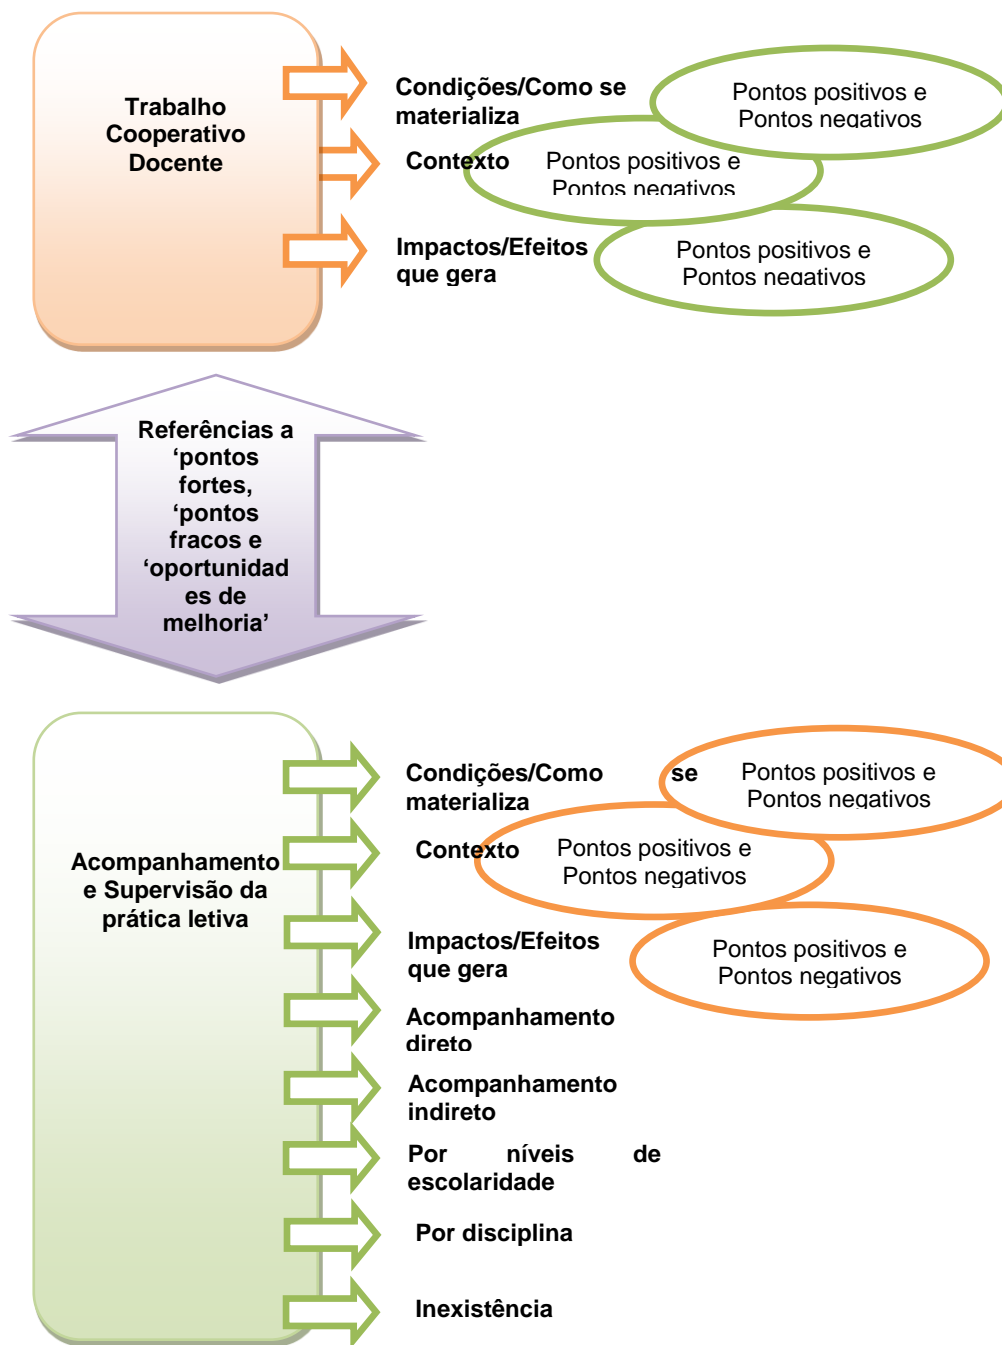 Trabalho
Cooperativo
Docente
Condições/Como se
materializa
Pontos positivos e
Pontos negativos
Contexto
Pontos positivos e
Pontos negativos
Impactos/Efeitos
que gera
Pontos positivos e
Pontos negativos
Referências a
‘pontos
fortes,
‘pontos
fracos e
‘oportunidad
es de
melhoria’
Acompanhamento
e Supervisão da
prática letiva
Condições/Como se
materializa
Pontos positivos e
Pontos negativos
Contexto
Pontos positivos e
Pontos negativos
Impactos/Efeitos
que gera
Pontos positivos e
Pontos negativos
Acompanhamento
direto
Acompanhamento
indireto
Por níveis de
escolaridade
Por disciplina
Inexistência